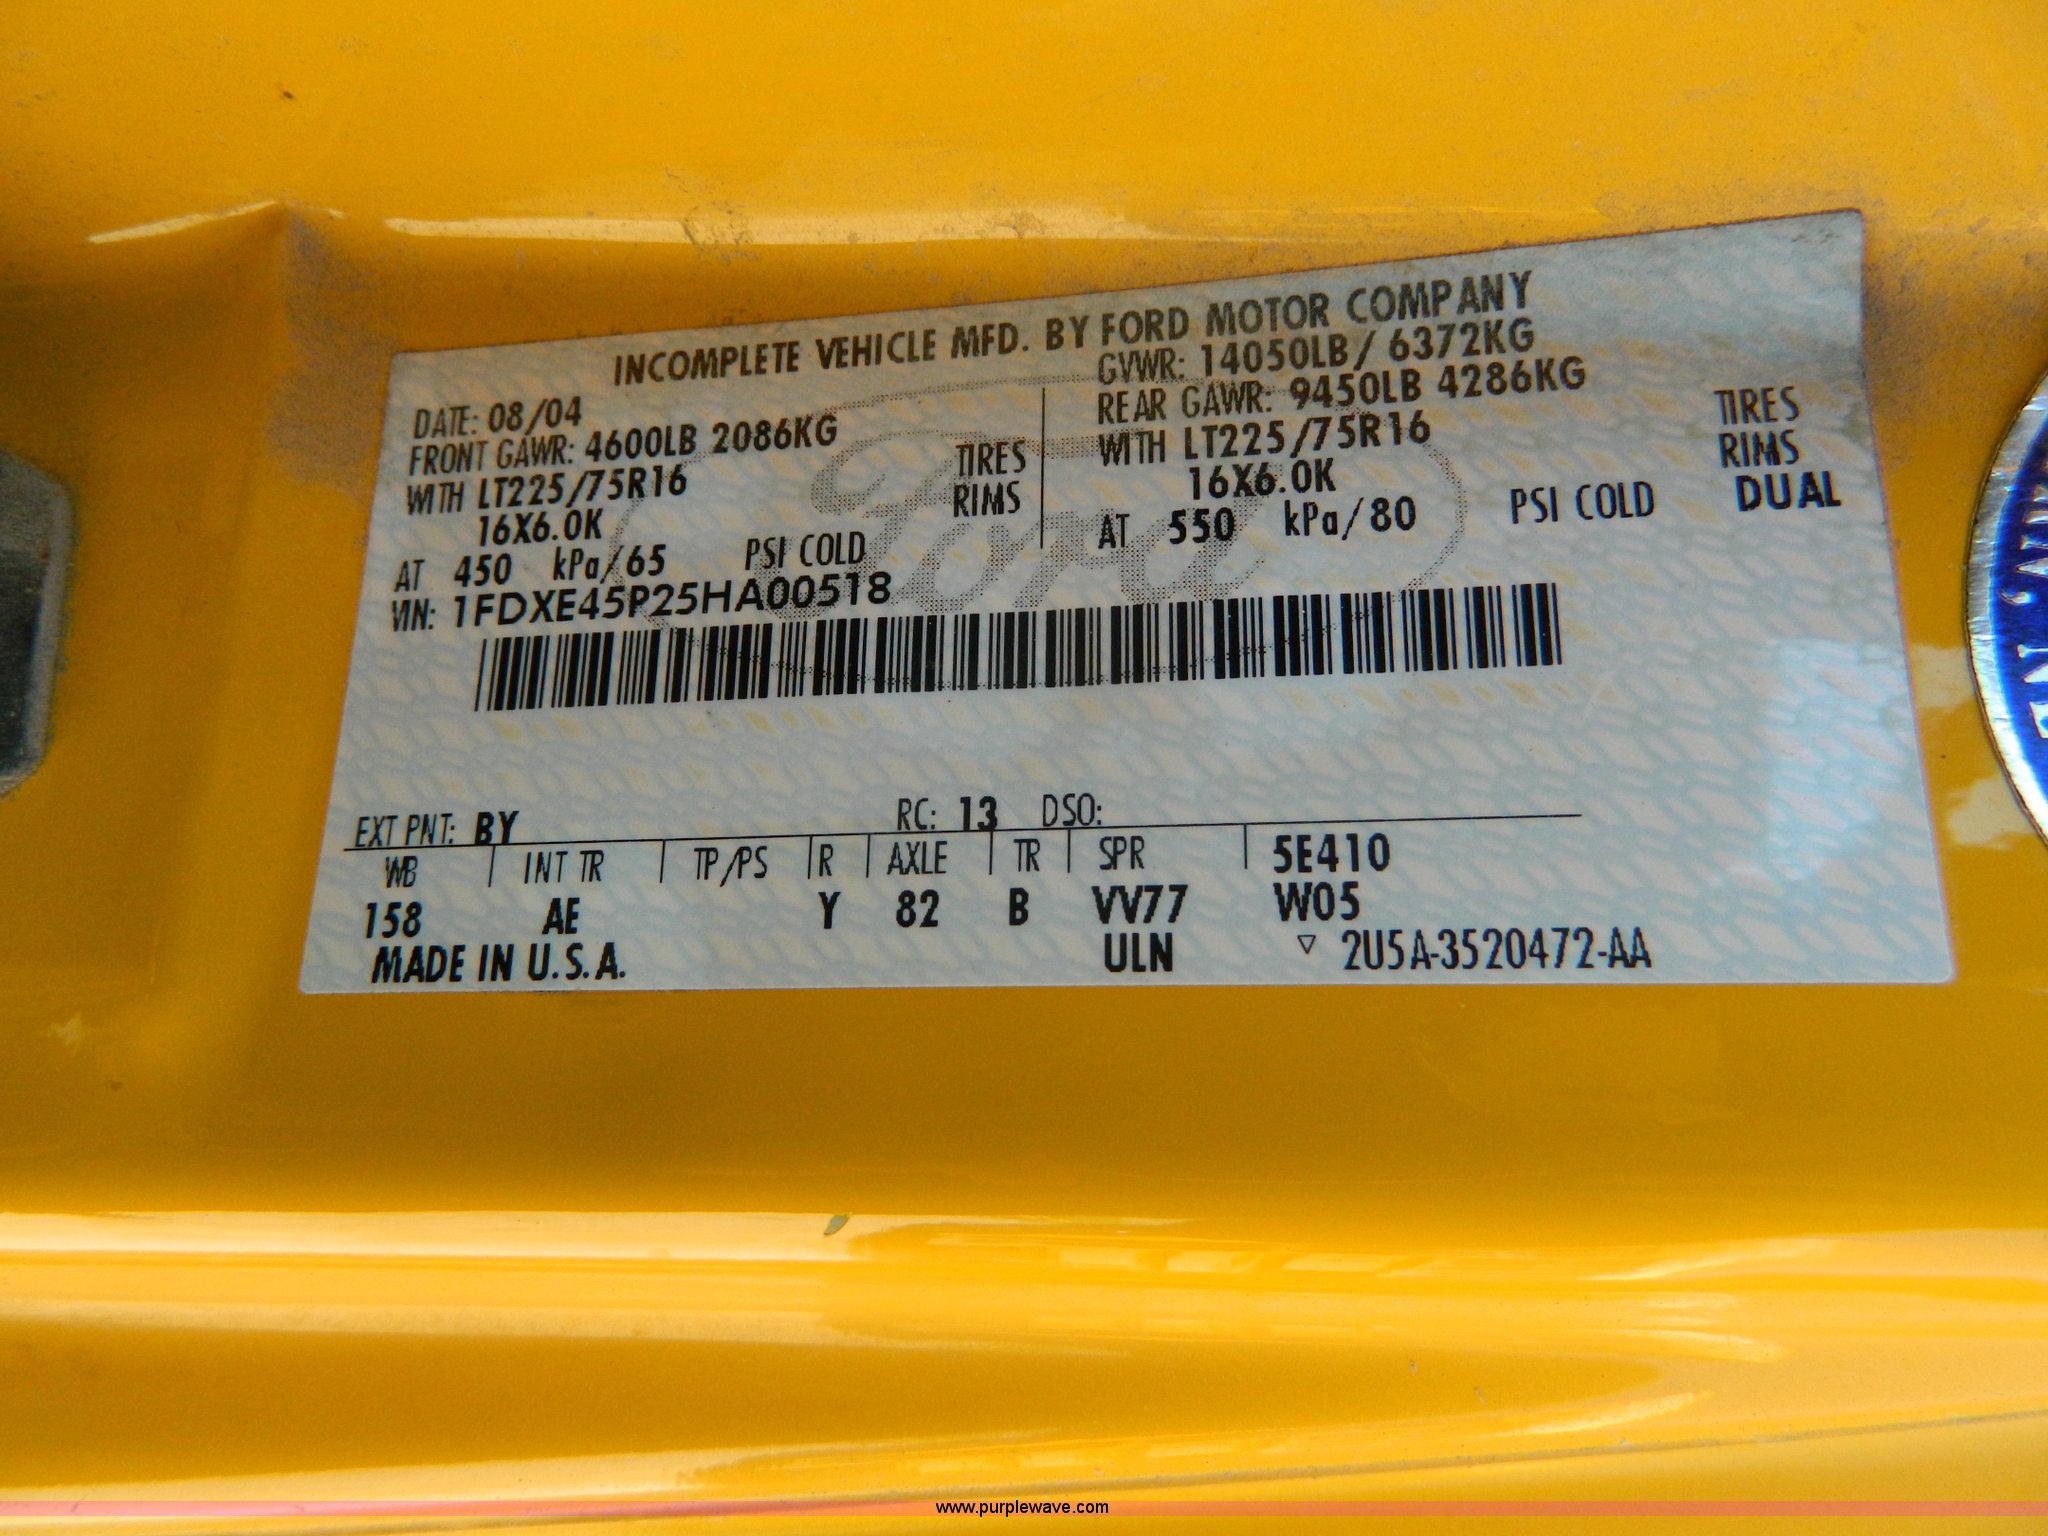 INCOMPLETE VEHICLE MFD. BY FORD MOTOR COMPANY
DATE: 08/04
GVWR: 14050LB/ 6372KG
FRONT GAWR: 4600LB 2086KG
REAR GAWR: 9450LB 4286KG
WITH LT225/75R16 TIRES
WITH LT225/75R16 TIRES
16X6.0K RIMS
16X6.0K RIMS
AT 450 kPa/65 PSI COLD
AT 550 kPa/80 PSI COLD DUAL
VIN: 1FDXE45P25HA00518
Ford
EXT PNT: BY RC: 13 DSO:
WB INT TR TP/PS R AXLE TR SPR 5E410
158 AE Y 82 B VV77 W05
MADE IN U.S.A. ULN ▽ 2U5A-3520472-AA
www.purplewave.com